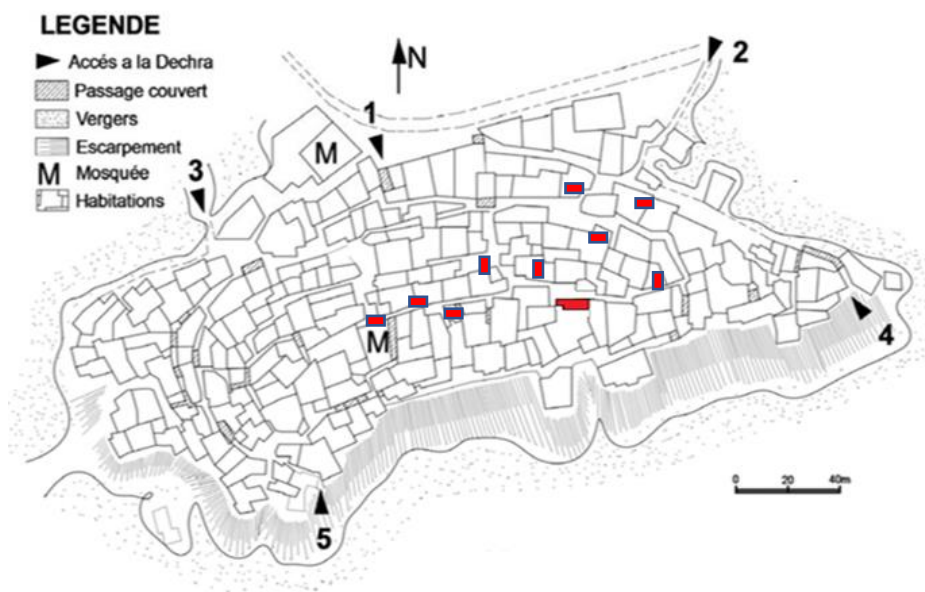 LEGENDE
Accés a la Dechra
Passage couvert
Vergers
Escarpement
M Mosquée
Habitations
N
1
2
3
M
M
4
5
0 20 40m